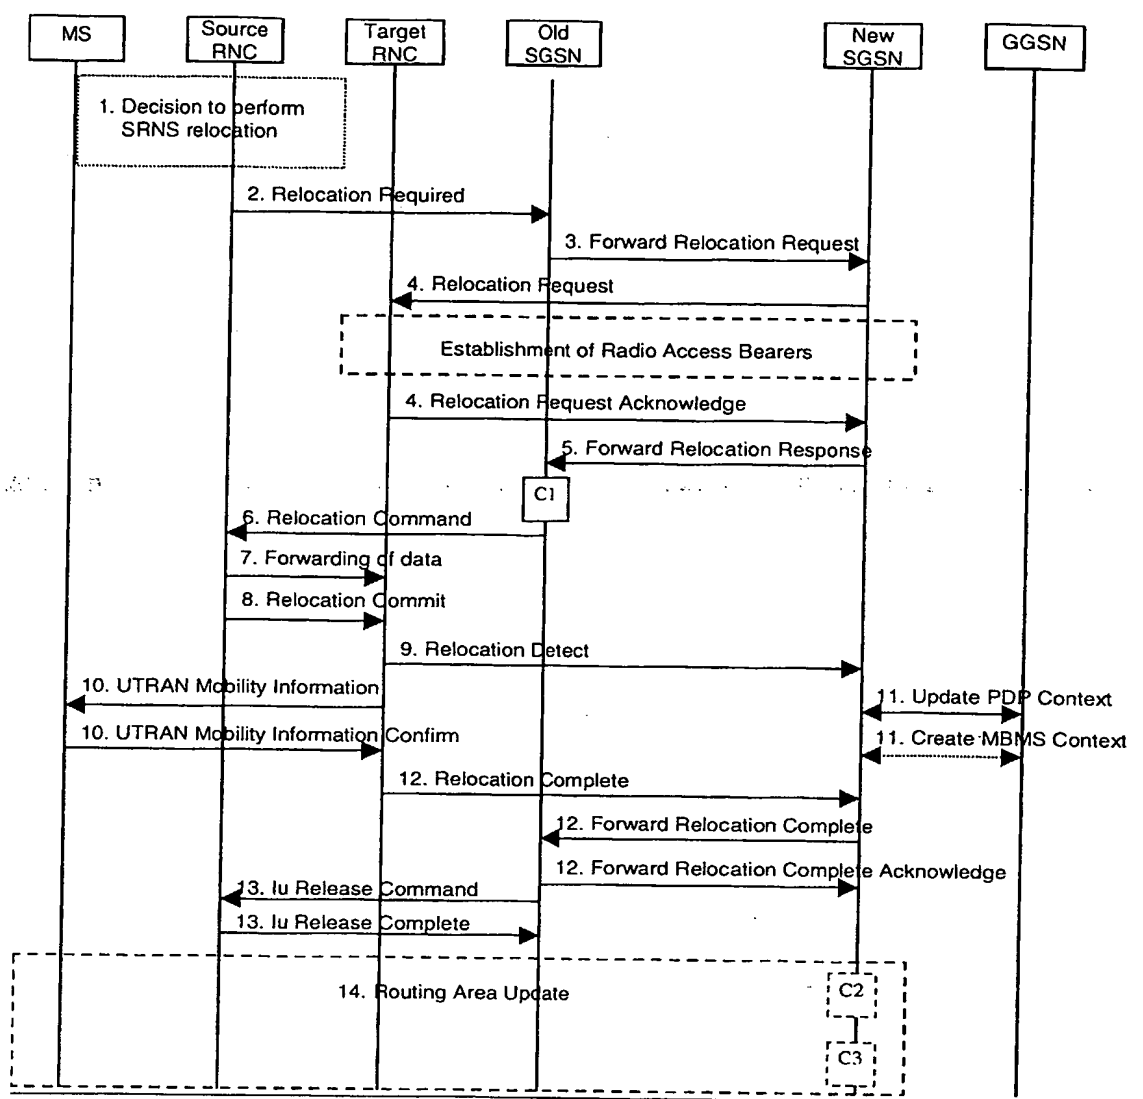 MS
Source
RNC
Target
RNC
Old
SGSN
New
SGSN
GGSN
1. Decision to perform
SRNS relocation
2. Relocation Required
3. Forward Relocation Request
4. Relocation Request
Establishment of Radio Access Bearers
4. Relocation Request Acknowledge
5. Forward Relocation Response
C1
6. Relocation Command
7. Forwarding of data
8. Relocation Commit
9. Relocation Detect
10. UTRAN Mobility Information
11. Update PDP Context
10. UTRAN Mobility Information Confirm
11. Create MBMS Context
12. Relocation Complete
12. Forward Relocation Complete
12. Forward Relocation Complete Acknowledge
13. Iu Release Command
13. Iu Release Complete
14. Routing Area Update
C2
C3